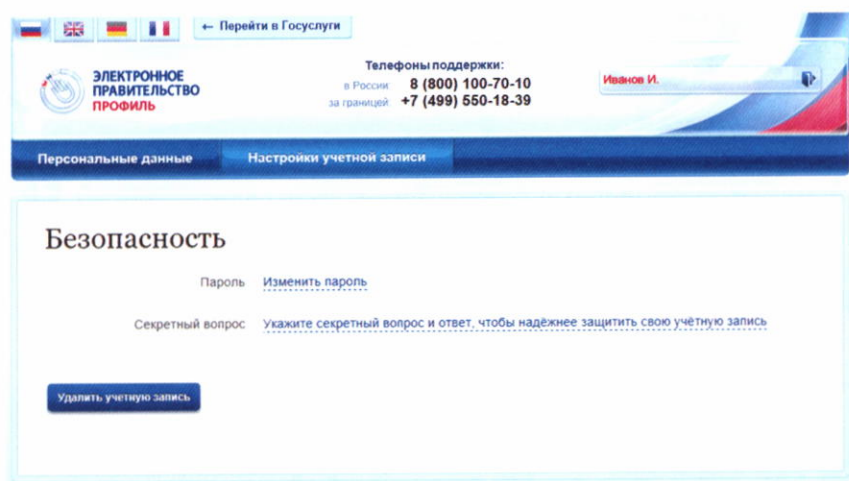 ← Перейти в Госуслуги
Телефоны поддержки:
в России: 8 (800) 100-70-10
за границей: +7 (499) 550-18-39
ЭЛЕКТРОННОЕ
ПРАВИТЕЛЬСТВО
ПРОФИЛЬ
Иванов И.
Персональные данные Настройки учетной записи
Безопасность
Пароль Изменить пароль
Секретный вопрос Укажите секретный вопрос и ответ, чтобы надёжнее защитить свою учётную запись
Удалить учетную запись